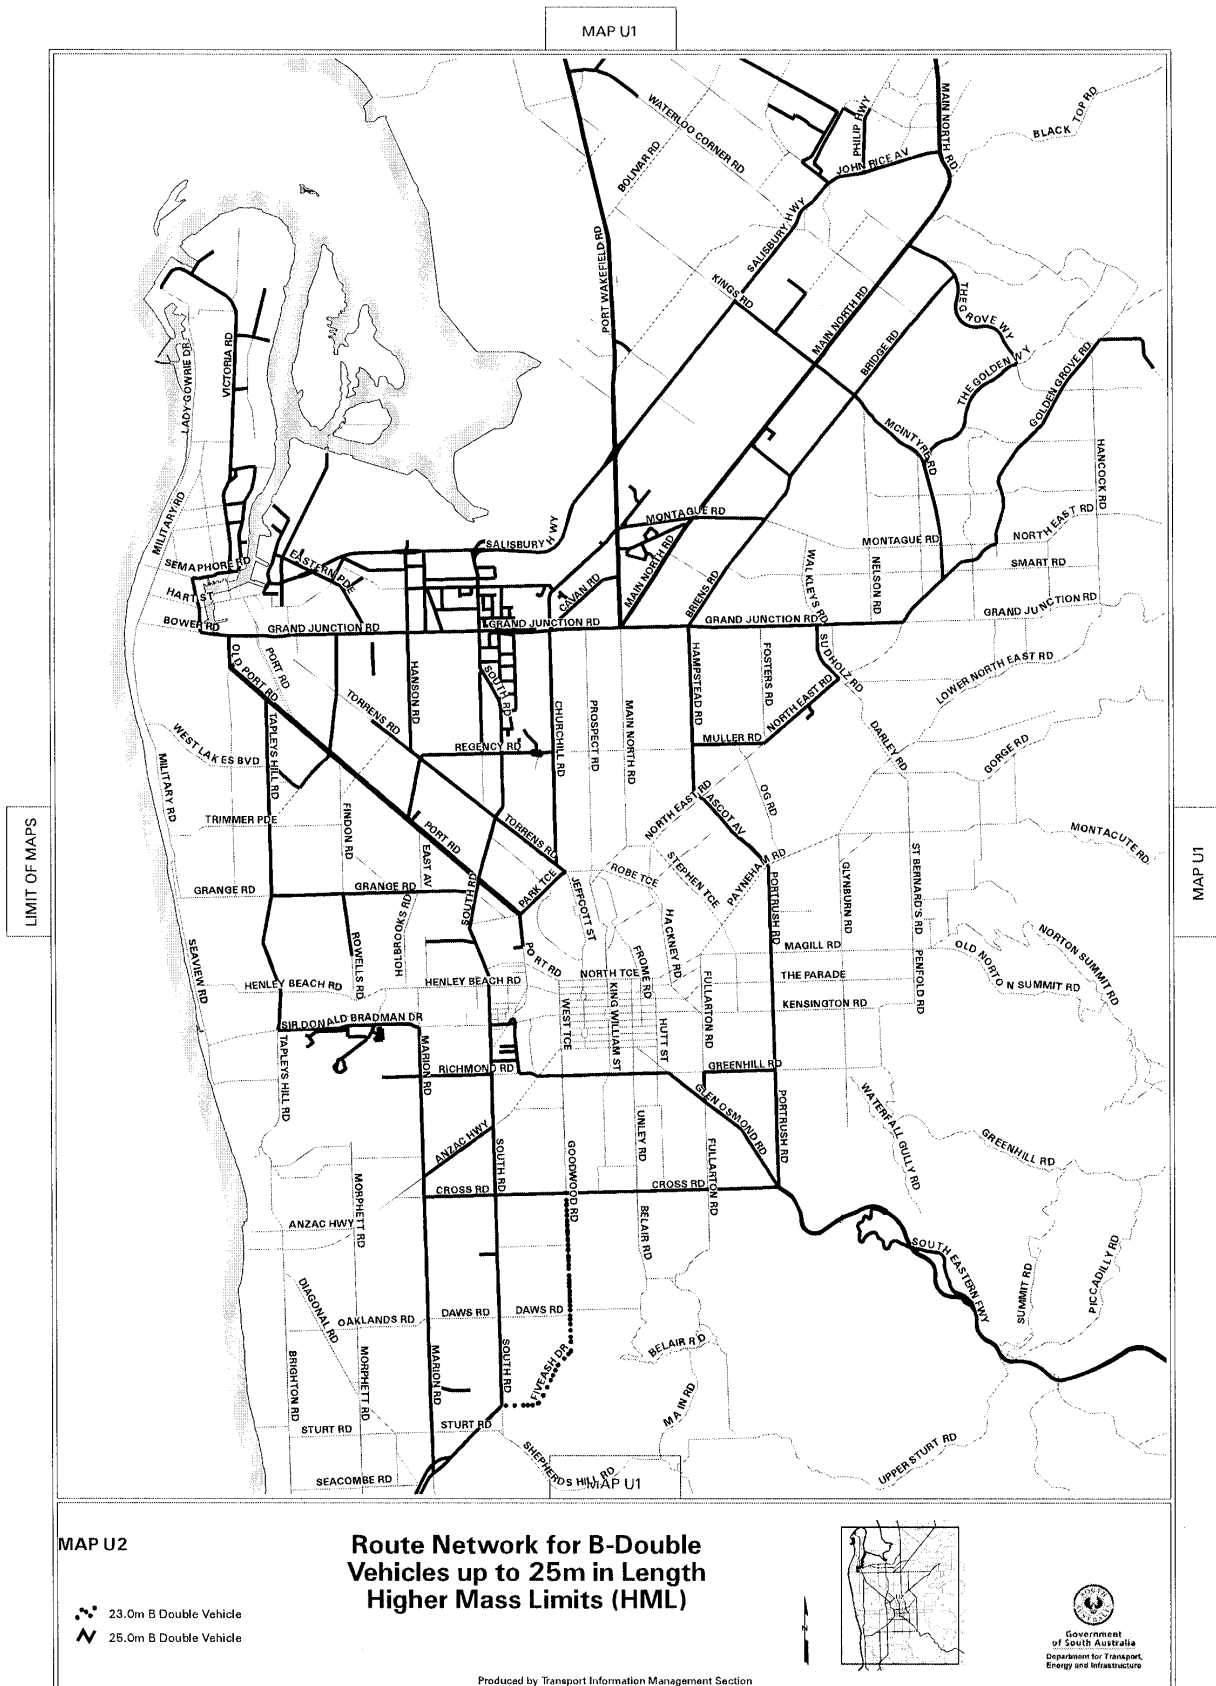 MAP U1
WATERLOO CORNER RD
PHILIP HWY
MAIN NORTH RD
BLACK TOP RD
BOLIVAR RD
JOHN RICE AV
SALISBURY HWY
PORT WAKEFIELD RD
KINGS RD
MAIN NORTH RD
BRIDGE RD
THE GROVE WY
THE GOLDEN WY
GOLDEN GROVE RD
LADY GOWRIE DR
VICTORIA RD
MCINTYRE RD
HANCOCK RD
MILITARY RD
MONTAGUE RD
NORTH EAST RD
SALISBURY HWY
MONTAGUE RD
SEMAPHORE RD
EASTERN PDE
MAIN NORTH RD
WALKLEYS RD
NELSON RD
SMART RD
HART ST
CAVAN RD
BRIENS RD
GRAND JUNCTION RD
BOWER RD
GRAND JUNCTION RD
GRAND JUNCTION RD
GRAND JUNCTION RD
OLD PORT RD
PORT RD
HANSON RD
SOUTH RD
HAMPSTEAD RD
FOSTERS RD
SUDHOLZ RD
LOWER NORTH EAST RD
TORRENS RD
CHURCHILL RD
PROSPECT RD
MAIN NORTH RD
NORTH EAST RD
WEST LAKES BVD
TAPLEYS HILL RD
REGENCY RD
MULLER RD
DARLEY RD
GORGE RD
MILITARY RD
NORTH EAST RD
ASCOT AV
OG RD
LIMIT OF MAPS
TRIMMER PDE
FINDON RD
PORT RD
TORRENS RD
MONTACUTE RD
MAP U1
EAST AV
ROBE TCE
STEPHEN TCE
PAYNEHAM RD
PORTRUSH RD
GLYNBURN RD
ST BERNARD'S RD
GRANGE RD
GRANGE RD
SOUTH RD
PARK TCE
JEFFCOTT ST
HACKNEY RD
SEAVIEW RD
ROWELLS RD
HOLBROOKS RD
PORT RD
NORTH TCE
FROME RD
MAGILL RD
OLD NORTON SUMMIT RD
NORTON SUMMIT RD
HENLEY BEACH RD
HENLEY BEACH RD
THE PARADE
KENSINGTON RD
PENFOLD RD
SIR DONALD BRADMAN DR
WEST TCE
KING WILLIAM ST
HUTT ST
FULLARTON RD
TAPLEYS HILL RD
MARION RD
RICHMOND RD
GREENHILL RD
GLEN OSMOND RD
PORTRUSH RD
WATERFALL GULLY RD
GREENHILL RD
ANZAC HWY
SOUTH RD
GOODWOOD RD
UNLEY RD
FULLARTON RD
MORPHETT RD
CROSS RD
CROSS RD
ANZAC HWY
BELAIR RD
SOUTH EASTERN FWY
SUMMIT RD
PICCADILLY RD
DIAGONAL RD
OAKLANDS RD
DAWS RD
DAWS RD
BELAIR RD
BRIGHTON RD
MORPHETT RD
MARION RD
SOUTH RD
FIVEASH DR
MAIN RD
STURT RD
STURT RD
SHEPHERDS HILL RD
UPPER STURT RD
SEACOMBE RD
MAP U1
MAP U2
Route Network for B-Double
Vehicles up to 25m in Length
Higher Mass Limits (HML)
23.0m B Double Vehicle
25.0m B Double Vehicle
N
SOUTH AUSTRALIA
Government
of South Australia
Department for Transport,
Energy and Infrastructure
Produced by Transport Information Management Section